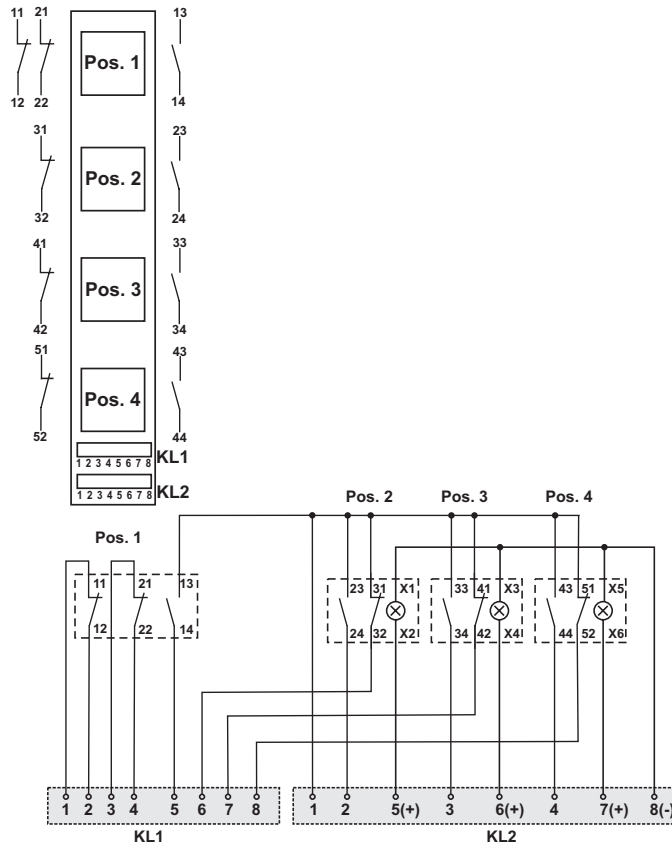 11 21 13
Pos. 1
12 22 14
31 23
Pos. 2
32 24
41 33
Pos. 3
42 34
51 43
Pos. 4
52 44
1 2 3 4 5 6 7 8 KL1
1 2 3 4 5 6 7 8 KL2
Pos. 2 Pos. 3 Pos. 4
Pos. 1
11 21 13 23 31 X1 33 41 X3 43 51 X5
12 22 14 24 32 X2 34 42 X4 44 52 X6
1 2 3 4 5 6 7 8 1 2 5(+) 3 6(+) 4 7(+) 8(-)
KL1 KL2